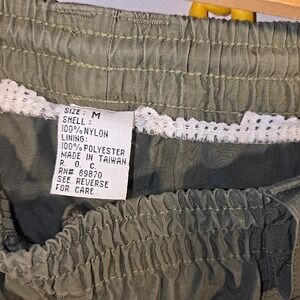 SIZE: M
SHELL:
100% NYLON
LINING:
100% POLYESTER
MADE IN TAIWAN
R. O. C.
RN# 89870
SEE REVERSE
FOR CARE